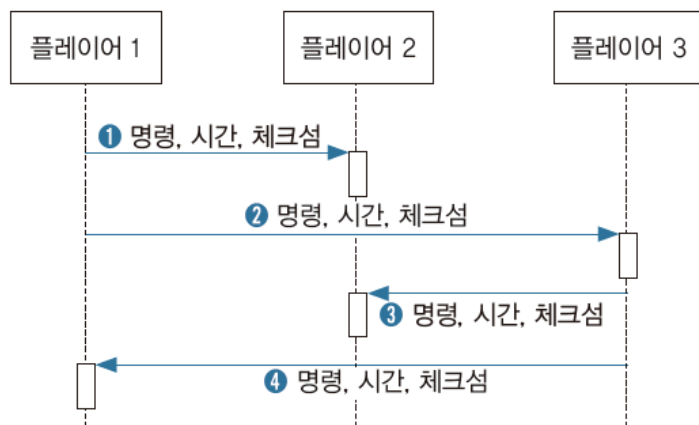 플레이어 1
플레이어 2
플레이어 3
❶ 명령, 시간, 체크섬
❷ 명령, 시간, 체크섬
❸ 명령, 시간, 체크섬
❹ 명령, 시간, 체크섬